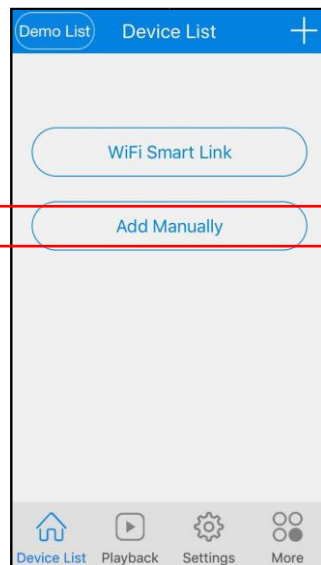 Demo List Device List
WiFi Smart Link
Add Manually
Device List Playback Settings More